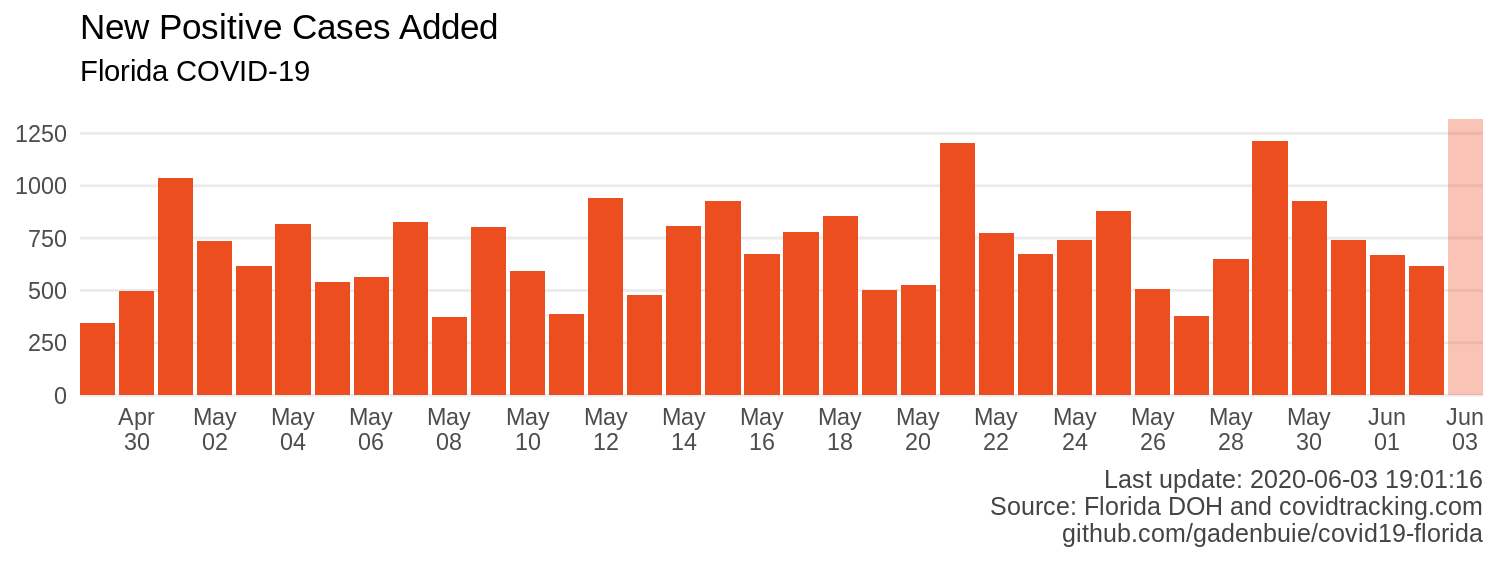 New Positive Cases Added
Florida COVID-19
1250
1000
750
500
250
0
Apr May May May May May May May May May May May May May May May Jun Jun
30 02 04 06 08 10 12 14 16 18 20 22 24 26 28 30 01 03
Last update: 2020-06-03 19:01:16
Source: Florida DOH and covidtracking.com
github.com/gadenbuie/covid19-florida